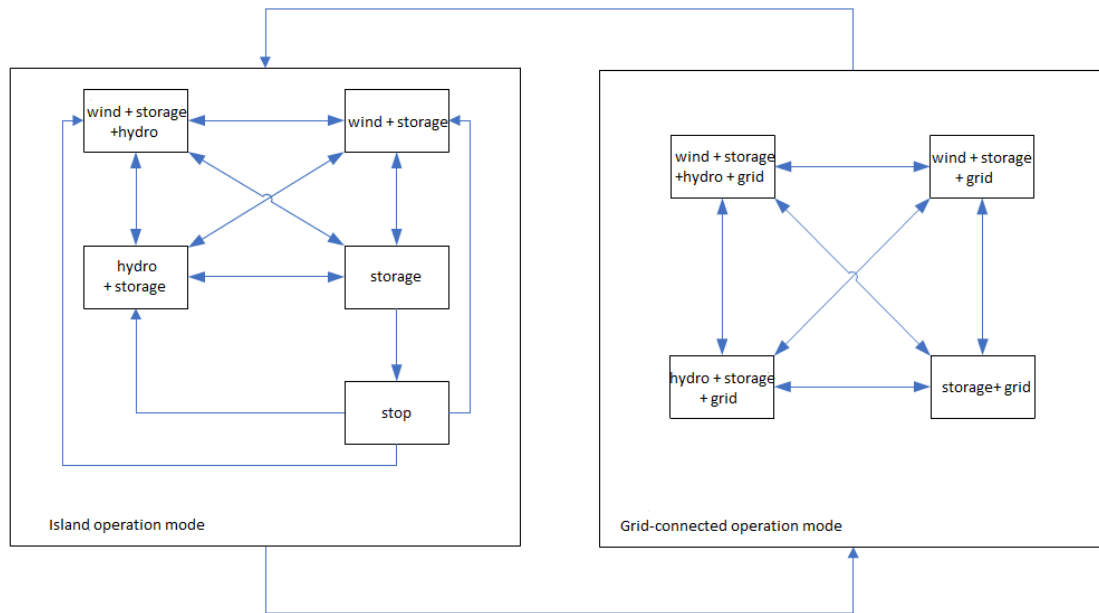 wind + storage
+hydro
wind + storage
hydro
+ storage
storage
stop
Island operation mode
wind + storage
+hydro + grid
wind + storage
+ grid
hydro + storage
+ grid
storage+ grid
Grid-connected operation mode